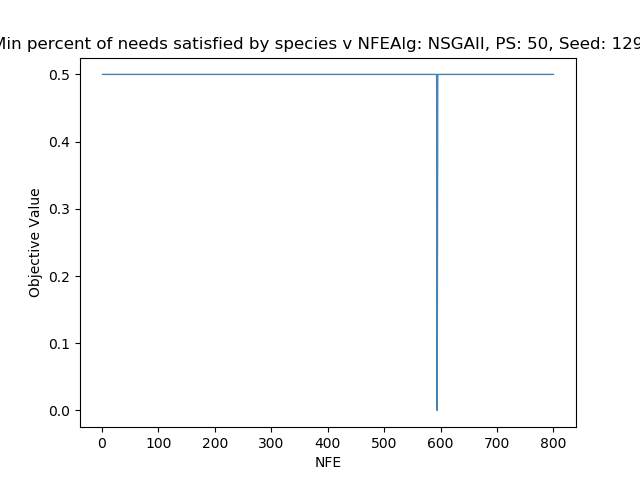 Min percent of needs satisfied by species v NFEAlg: NSGAII, PS: 50, Seed: 129
0.5
0.4
0.3
0.2
0.1
0.0
Objective Value
0 100 200 300 400 500 600 700 800
NFE